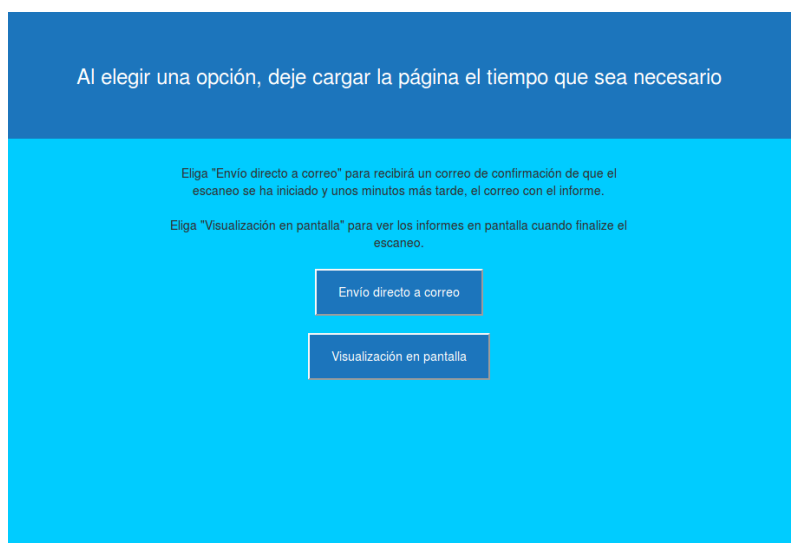 Al elegir una opción, deje cargar la página el tiempo que sea necesario
Eliga "Envío directo a correo" para recibirá un correo de confirmación de que el
escaneo se ha iniciado y unos minutos más tarde, el correo con el informe.
Eliga "Visualización en pantalla" para ver los informes en pantalla cuando finalize el
escaneo.
Envío directo a correo
Visualización en pantalla